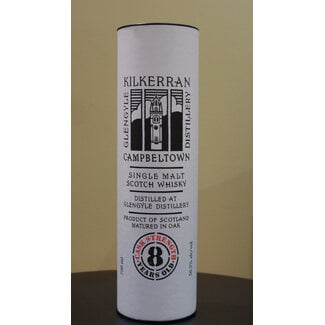 KILKERRAN
GLENGYLE
DISTILLERY
CAMPBELTOWN
SINGLE MALT
SCOTCH WHISKY
DISTILLED AT
GLENGYLE DISTILLERY
PRODUCT OF SCOTLAND
MATURED IN OAK
CASK STRENGTH
8
YEARS OLD